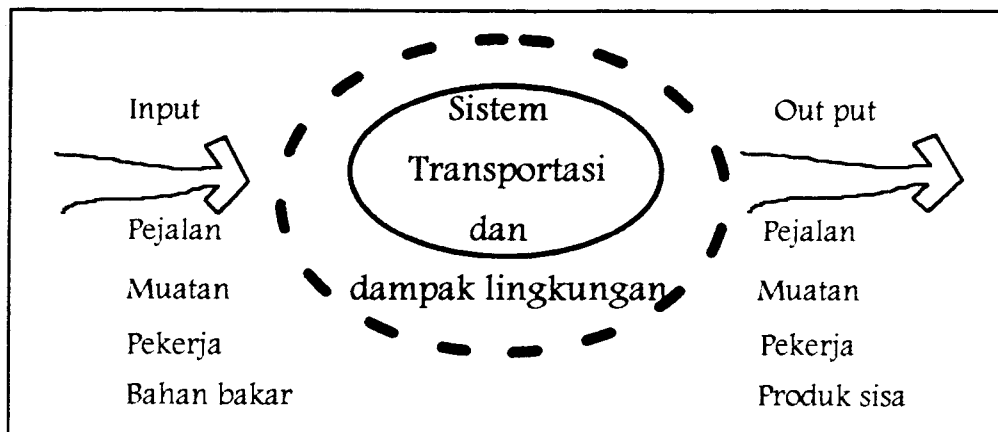 Input
Pejalan
Muatan
Pekerja
Bahan bakar
Sistem
Transportasi
dan
dampak lingkungan
Out put
Pejalan
Muatan
Pekerja
Produk sisa